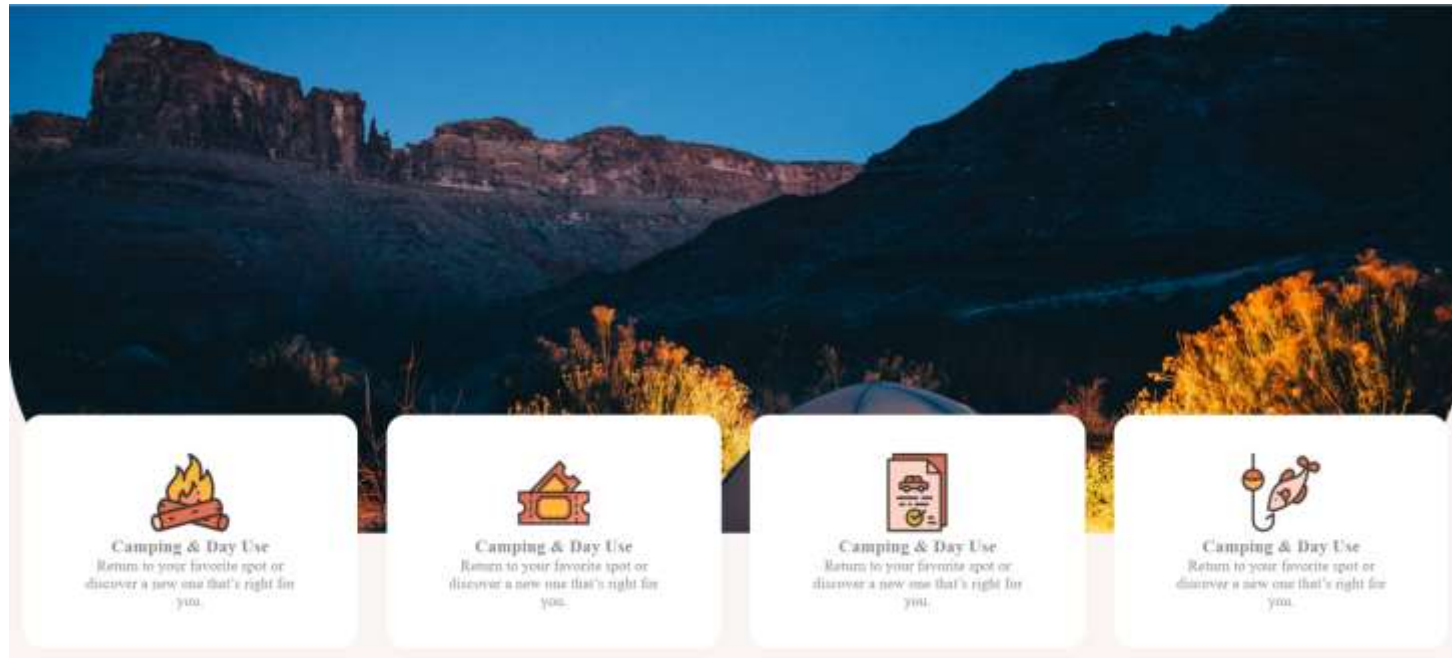 Camping & Day Use
Return to your favorite spot or
discover a new one that's right for
you.
Camping & Day Use
Return to your favorite spot or
discover a new one that's right for
you.
Camping & Day Use
Return to your favorite spot or
discover a new one that's right for
you.
Camping & Day Use
Return to your favorite spot or
discover a new one that's right for
you.